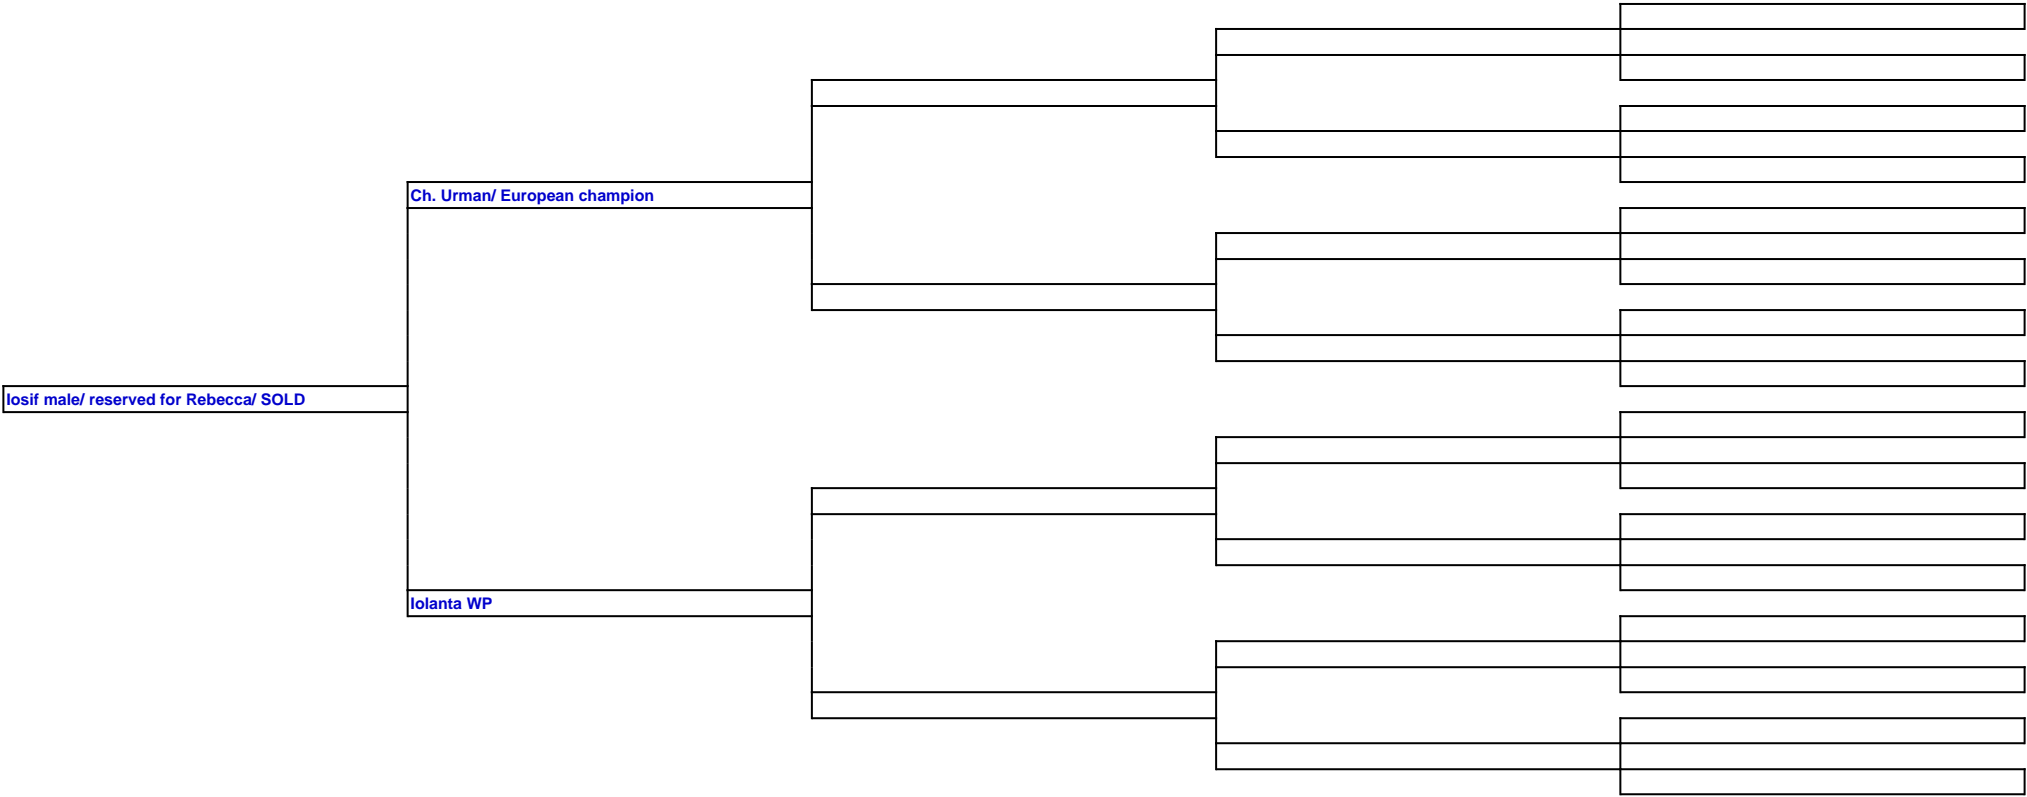 Ch. Urman/ European champion
Iosif male/ reserved for Rebecca/ SOLD
Iolanta WP